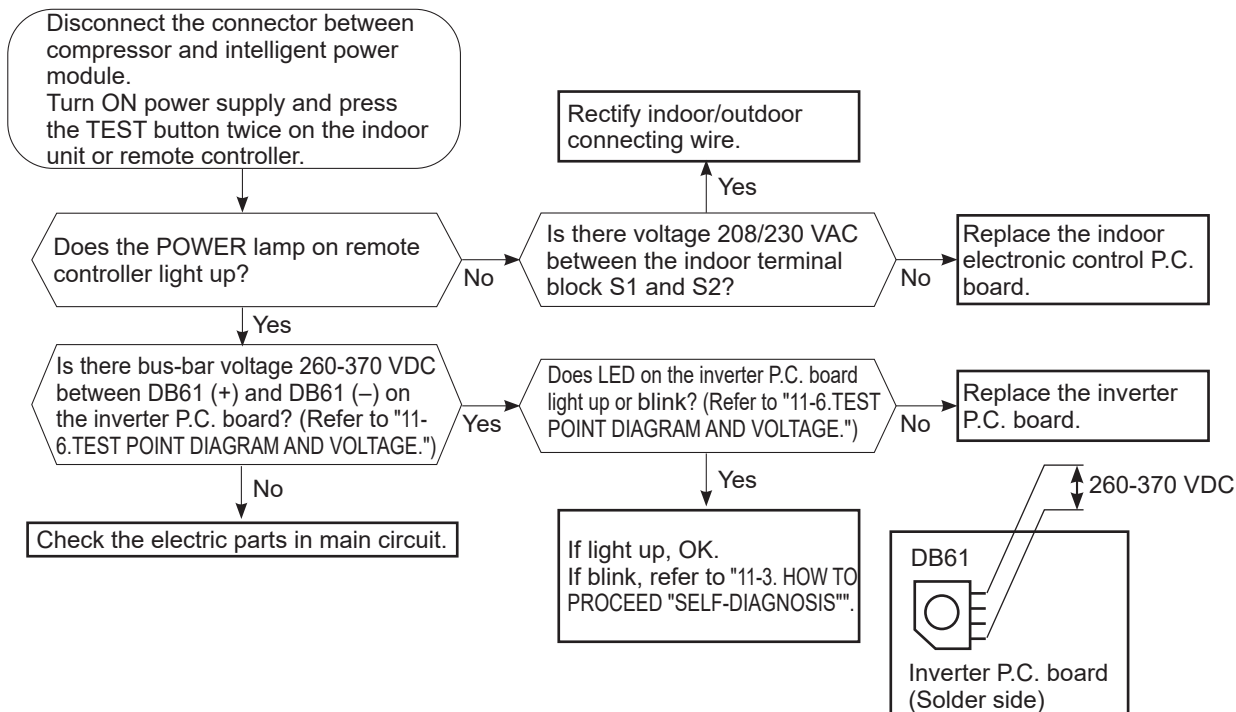 Disconnect the connector between
compressor and intelligent power
module.
Turn ON power supply and press
the TEST button twice on the indoor
unit or remote controller.
Rectify indoor/outdoor
connecting wire.
Yes
Does the POWER lamp on remote
controller light up?
No
Is there voltage 208/230 VAC
between the indoor terminal
block S1 and S2?
No
Replace the indoor
electronic control P.C.
board.
Yes
Is there bus-bar voltage 260-370 VDC
between DB61 (+) and DB61 (–) on
the inverter P.C. board? (Refer to "11-
6.TEST POINT DIAGRAM AND VOLTAGE.")
Yes
Does LED on the inverter P.C. board
light up or blink? (Refer to "11-6.TEST
POINT DIAGRAM AND VOLTAGE.")
No
Replace the inverter
P.C. board.
No
Check the electric parts in main circuit.
Yes
If light up, OK.
If blink, refer to "11-3. HOW TO
PROCEED "SELF-DIAGNOSIS"".
260-370 VDC
DB61
Inverter P.C. board
(Solder side)